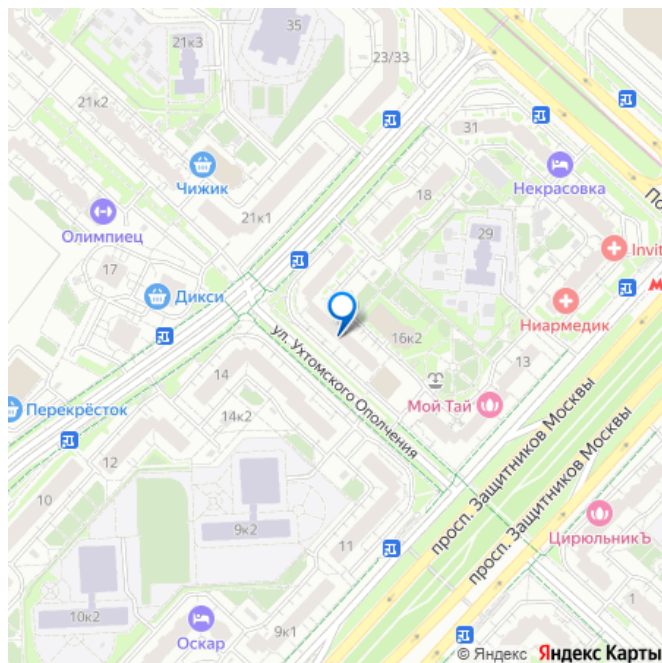 35
21к3
23/33
21к2
31
Чижик
Некрасовка
18
21к1
29
Олимпиец
Invit
17
Дикси
Ниармедик
16к2
13
ул. Ухтомского Ополчения
14
Мой Тай
Перекрёсток
14к2
просп. Защитников Москвы
просп. Защитников Москвы
12
10
9к2
11
ЦирюльникЪ
10к2
9к1
Оскар
1
© Яндекс Яндекс Карты